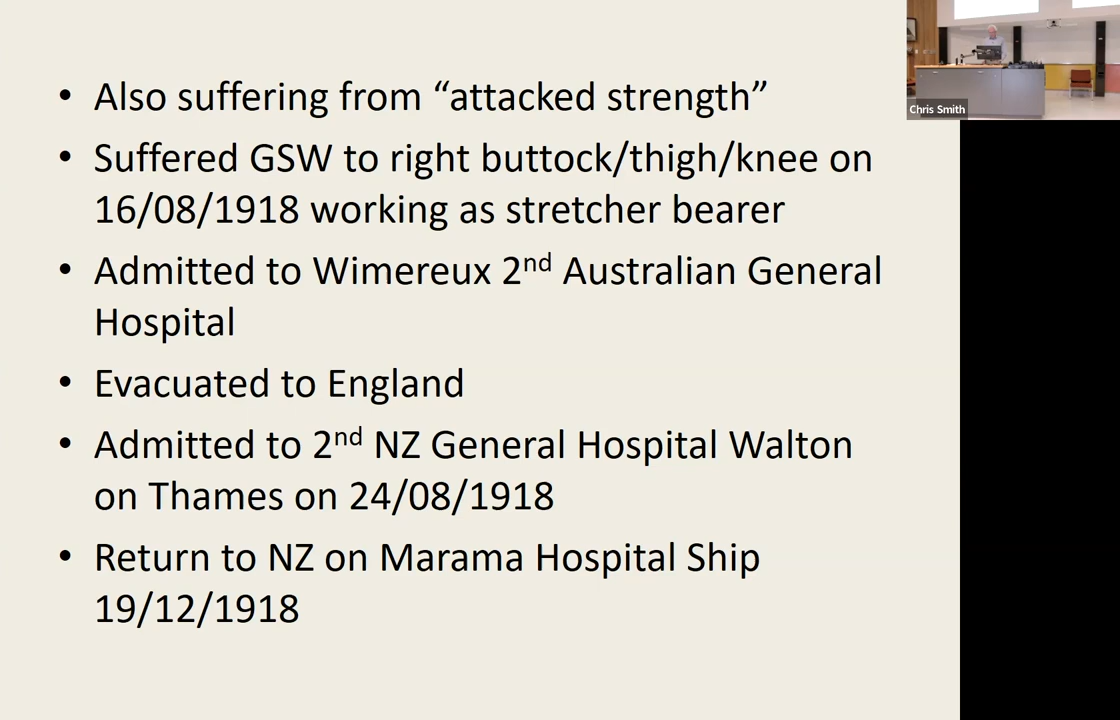 • Also suffering from “attacked strength”
• Suffered GSW to right buttock/thigh/knee on
16/08/1918 working as stretcher bearer
• Admitted to Wimereux 2nd Australian General
Hospital
• Evacuated to England
• Admitted to 2nd NZ General Hospital Walton
on Thames on 24/08/1918
• Return to NZ on Marama Hospital Ship
19/12/1918
Chris Smith